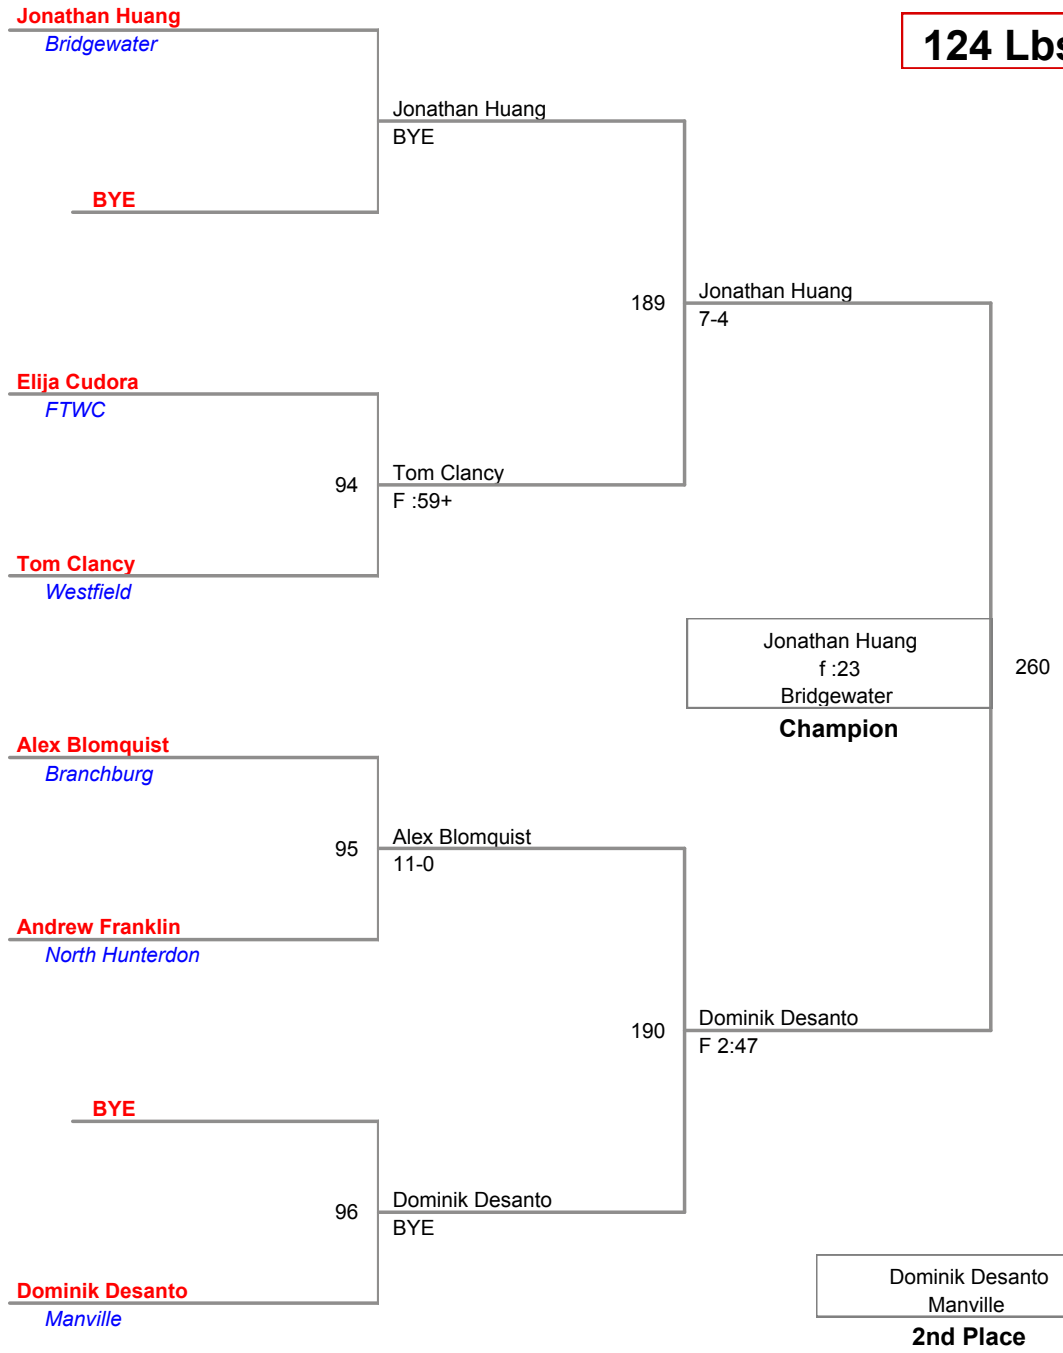 Jonathan Huang
Bridgewater
124 Lbs
Jonathan Huang
BYE
BYE
189
Jonathan Huang
7-4
Elija Cudora
FTWC
94
Tom Clancy
F :59+
Tom Clancy
Westfield
Jonathan Huang
f :23
Bridgewater
260
Champion
Alex Blomquist
Branchburg
95
Alex Blomquist
11-0
Andrew Franklin
North Hunterdon
190
Dominik Desanto
F 2:47
BYE
96
Dominik Desanto
BYE
Dominik Desanto
Manville
Dominik Desanto
Manville
2nd Place